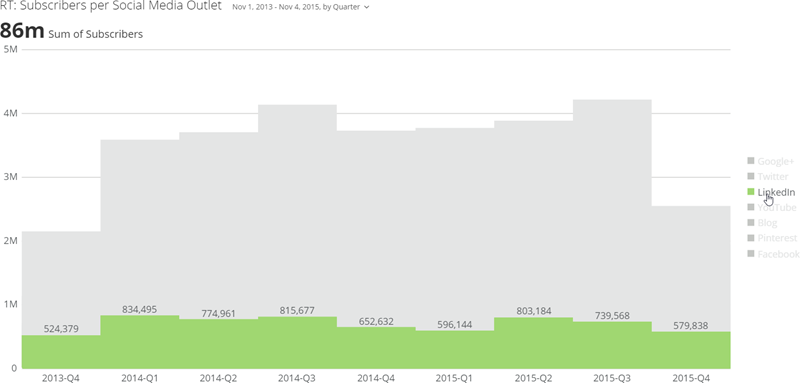 RT: Subscribers per Social Media Outlet Nov 1, 2013 - Nov 4, 2015, by Quarter
86m Sum of Subscribers
5M
4M
3M
2M
1M
0
524,379
834,495
774,961
815,677
652,632
596,144
803,184
739,568
579,838
2013-Q4 2014-Q1 2014-Q2 2014-Q3 2014-Q4 2015-Q1 2015-Q2 2015-Q3 2015-Q4
Google+
Twitter
LinkedIn
YouTube
Blog
Pinterest
Facebook